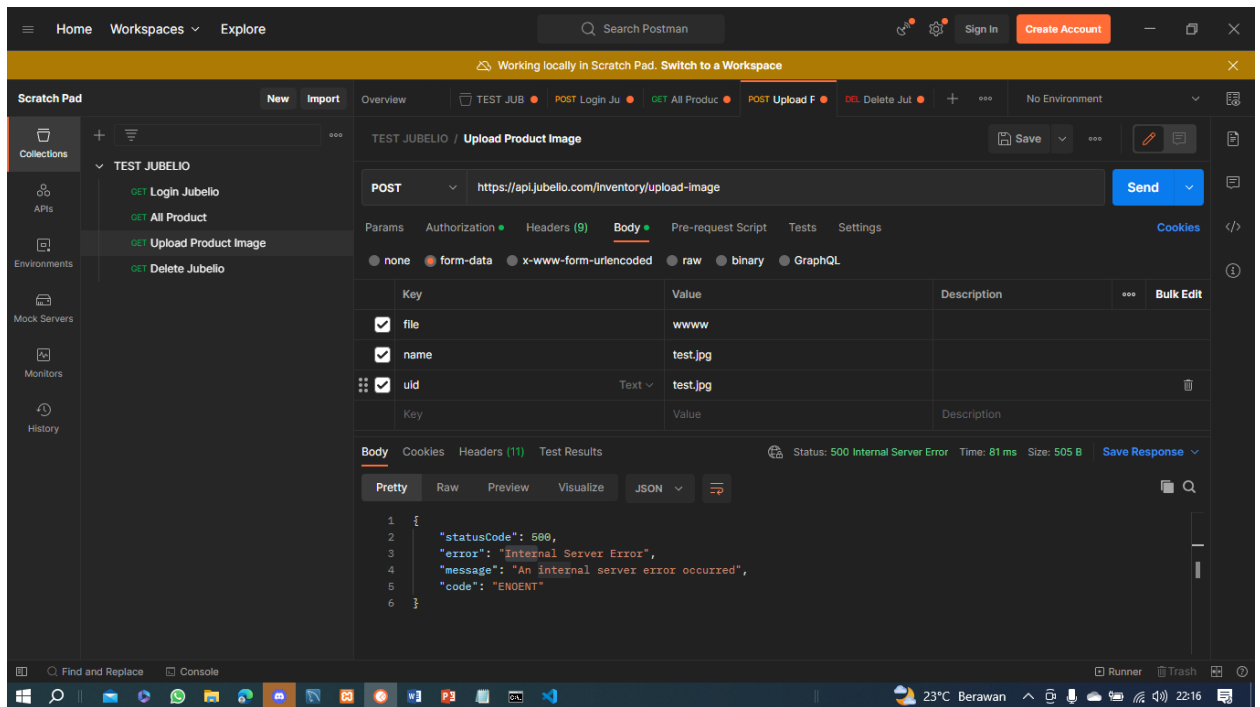 Home Workspaces Explore Search Postman Sign In Create Account
Working locally in Scratch Pad. Switch to a Workspace
Scratch Pad New Import Overview TEST JUB POST Login Ju GET All Produc POST Upload F DEL Delete Jub No Environment
Collections
TEST JUBELIO
GET Login Jubelio
GET All Product
GET Upload Product Image
GET Delete Jubelio
APIs
Environments
Mock Servers
Monitors
History
TEST JUBELIO / Upload Product Image Save
POST https://api.jubelio.com/inventory/upload-image Send
Params Authorization Headers (9) Body Pre-request Script Tests Settings Cookies
none form-data x-www-form-urlencoded raw binary GraphQL
Key Value Description Bulk Edit
file wwww
name test.jpg
uid Text test.jpg
Key Value Description
Body Cookies Headers (11) Test Results Status: 500 Internal Server Error Time: 81 ms Size: 505 B Save Response
Pretty Raw Preview Visualize JSON
1 {
2 "statusCode": 500,
3 "error": "Internal Server Error",
4 "message": "An internal server error occurred",
5 "code": "ENOENT"
6 }
Find and Replace Console Runner Trash
23°C Berawan 22:16